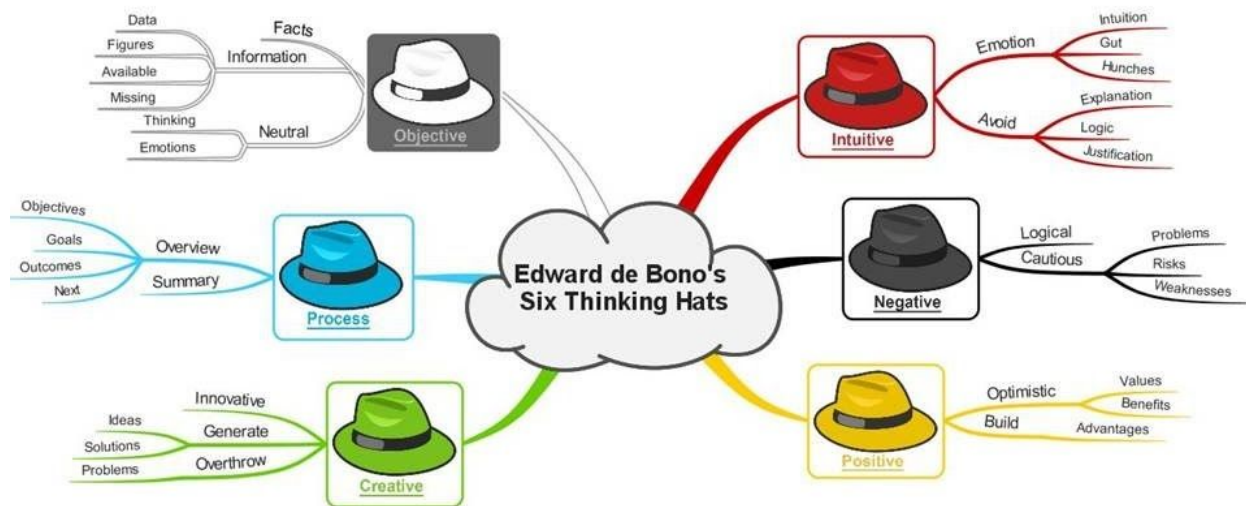 Edward de Bono's
Six Thinking Hats
Objective
Facts
Information
Data
Figures
Available
Missing
Neutral
Thinking
Emotions
Intuitive
Emotion
Intuition
Gut
Hunches
Avoid
Explanation
Logic
Justification
Process
Overview
Objectives
Goals
Outcomes
Next
Summary
Negative
Logical
Cautious
Problems
Risks
Weaknesses
Creative
Innovative
Generate
Ideas
Solutions
Overthrow
Problems
Positive
Optimistic
Values
Benefits
Build
Advantages